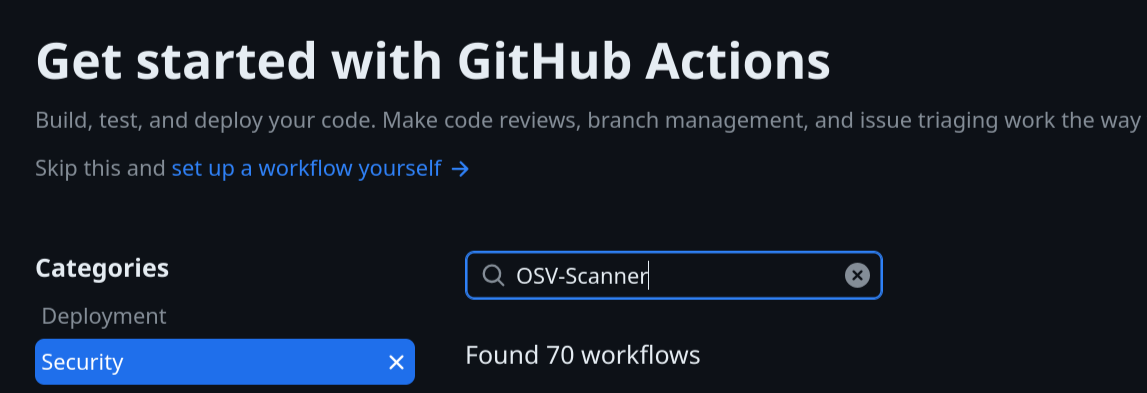 Get started with GitHub Actions
Build, test, and deploy your code. Make code reviews, branch management, and issue triaging work the way
Skip this and set up a workflow yourself →
Categories
OSV-Scanner
Deployment
Found 70 workflows
Security